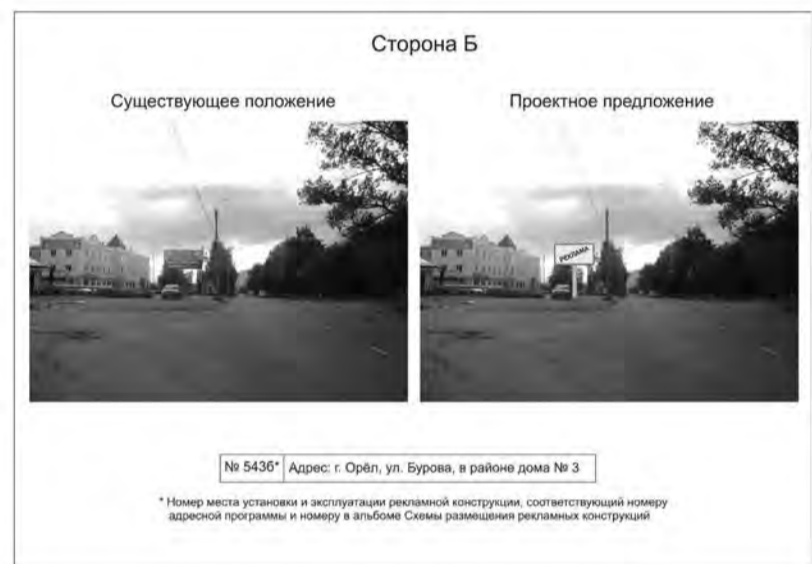 Сторона Б
Существующее положение
Проектное предложение
РЕКЛАМА
№ 543б* Адрес: г. Орёл, ул. Бурова, в районе дома № 3
* Номер места установки и эксплуатации рекламной конструкции, соответствующий номеру
адресной программы и номеру в альбоме Схемы размещения рекламных конструкций